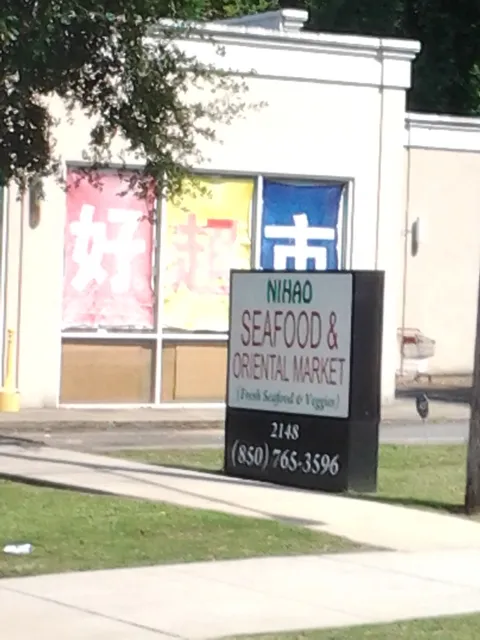 好超市
NIHAO
SEAFOOD &
ORIENTAL MARKET
(Fresh Seafood & Veggies)
2148
(850) 765-3596